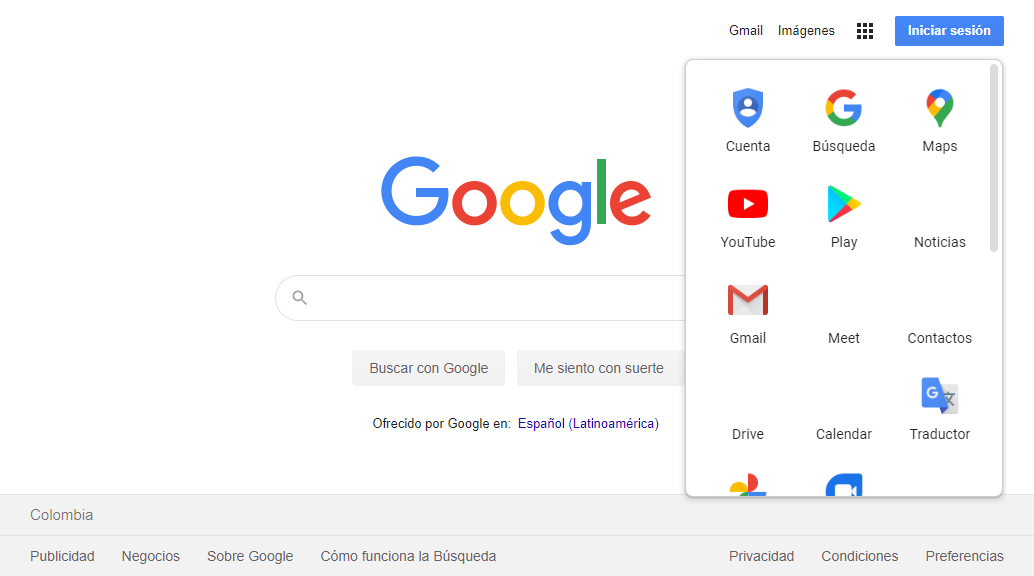 Gmail Imágenes Iniciar sesión
Google
Buscar con Google Me siento con suerte
Ofrecido por Google en: Español (Latinoamérica)
Cuenta Búsqueda Maps
YouTube Play Noticias
Gmail Meet Contactos
G 文
Drive Calendar Traductor
Colombia
Publicidad Negocios Sobre Google Cómo funciona la Búsqueda Privacidad Condiciones Preferencias